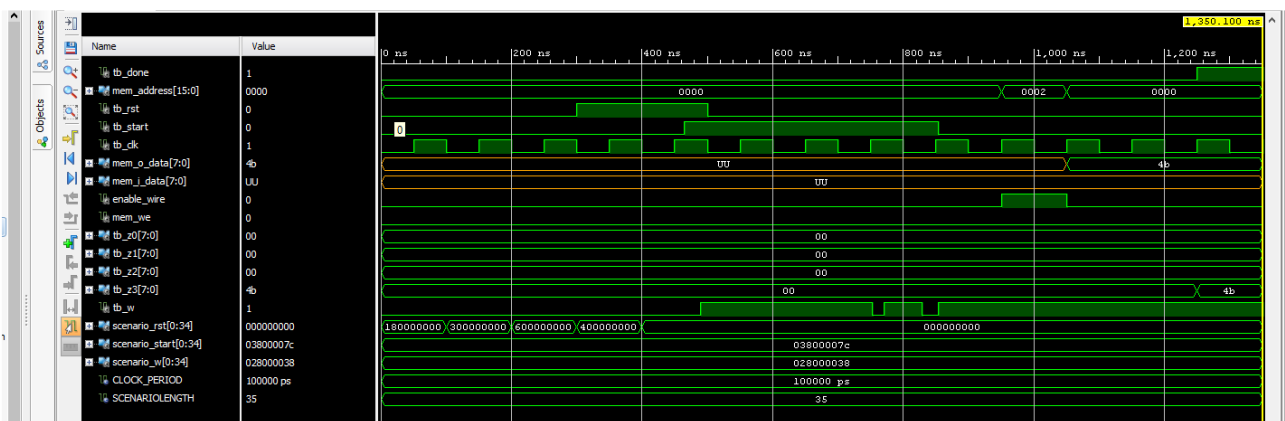 1,350.100 ns
Sources
Objects
Name Value
0 ns 200 ns 400 ns 600 ns 800 ns 1,000 ns 1,200 ns
tb_done 1
mem_address[15:0] 0000 0000 0002 0000
tb_rst 0
tb_start 0 0
tb_clk 1
mem_o_data[7:0] 4b UU 4b
mem_i_data[7:0] UU UU
enable_wire 0
mem_we 0
tb_z0[7:0] 00 00
tb_z1[7:0] 00 00
tb_z2[7:0] 00 00
tb_z3[7:0] 4b 00 4b
tb_w 1
scenario_rst[0:34] 000000000 180000000 300000000 600000000 400000000 000000000
scenario_start[0:34] 03800007c 03800007c
scenario_w[0:34] 028000038 028000038
CLOCK_PERIOD 100000 ps 100000 ps
SCENARIOLENGTH 35 35